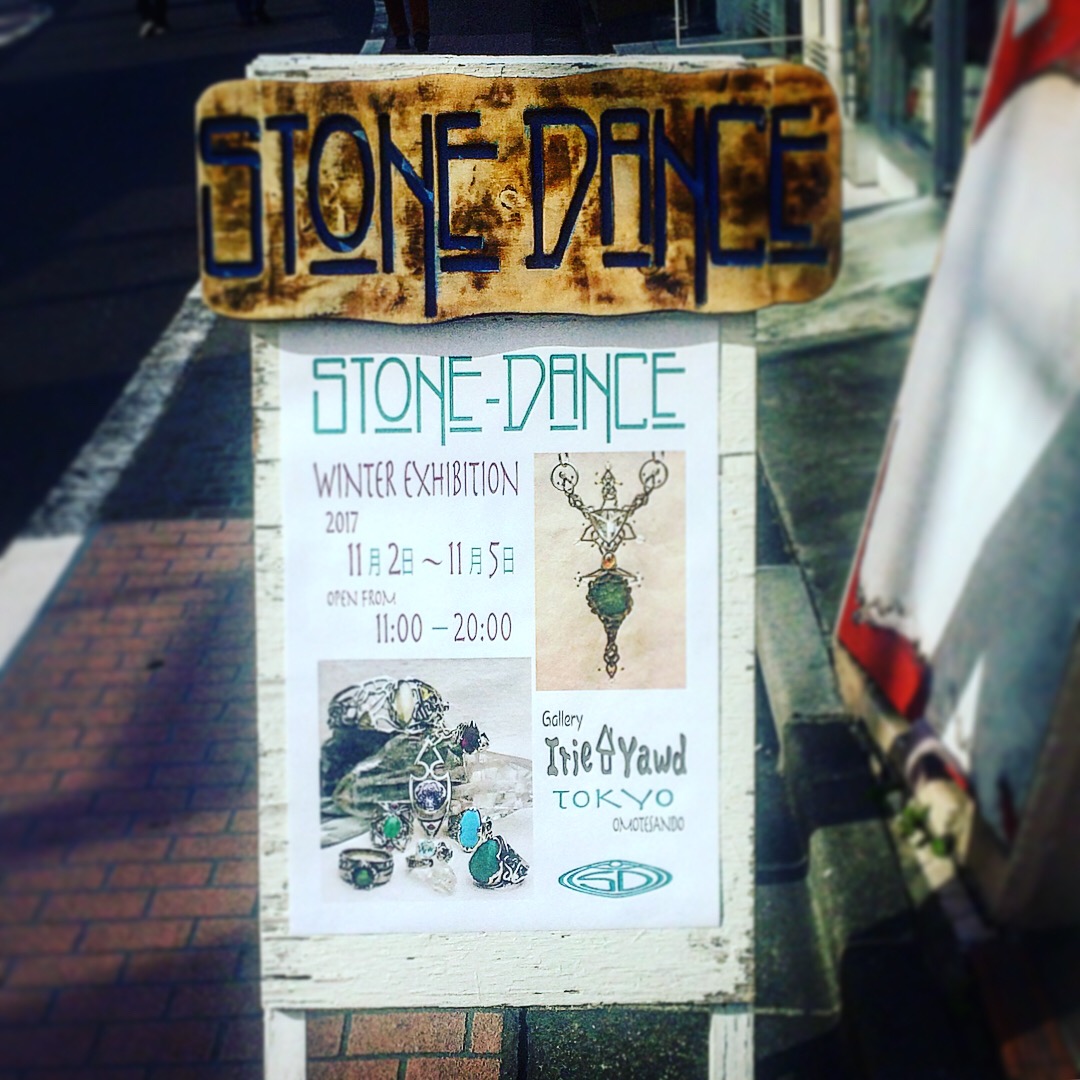 STONE-DANCE
STONE-DANCE
WINTER EXHIBITION
2017
11月2日~11月5日
OPEN FROM
11:00-20:00
Gallery
Irie Yawd
TOKYO
OMOTESANDO
SD